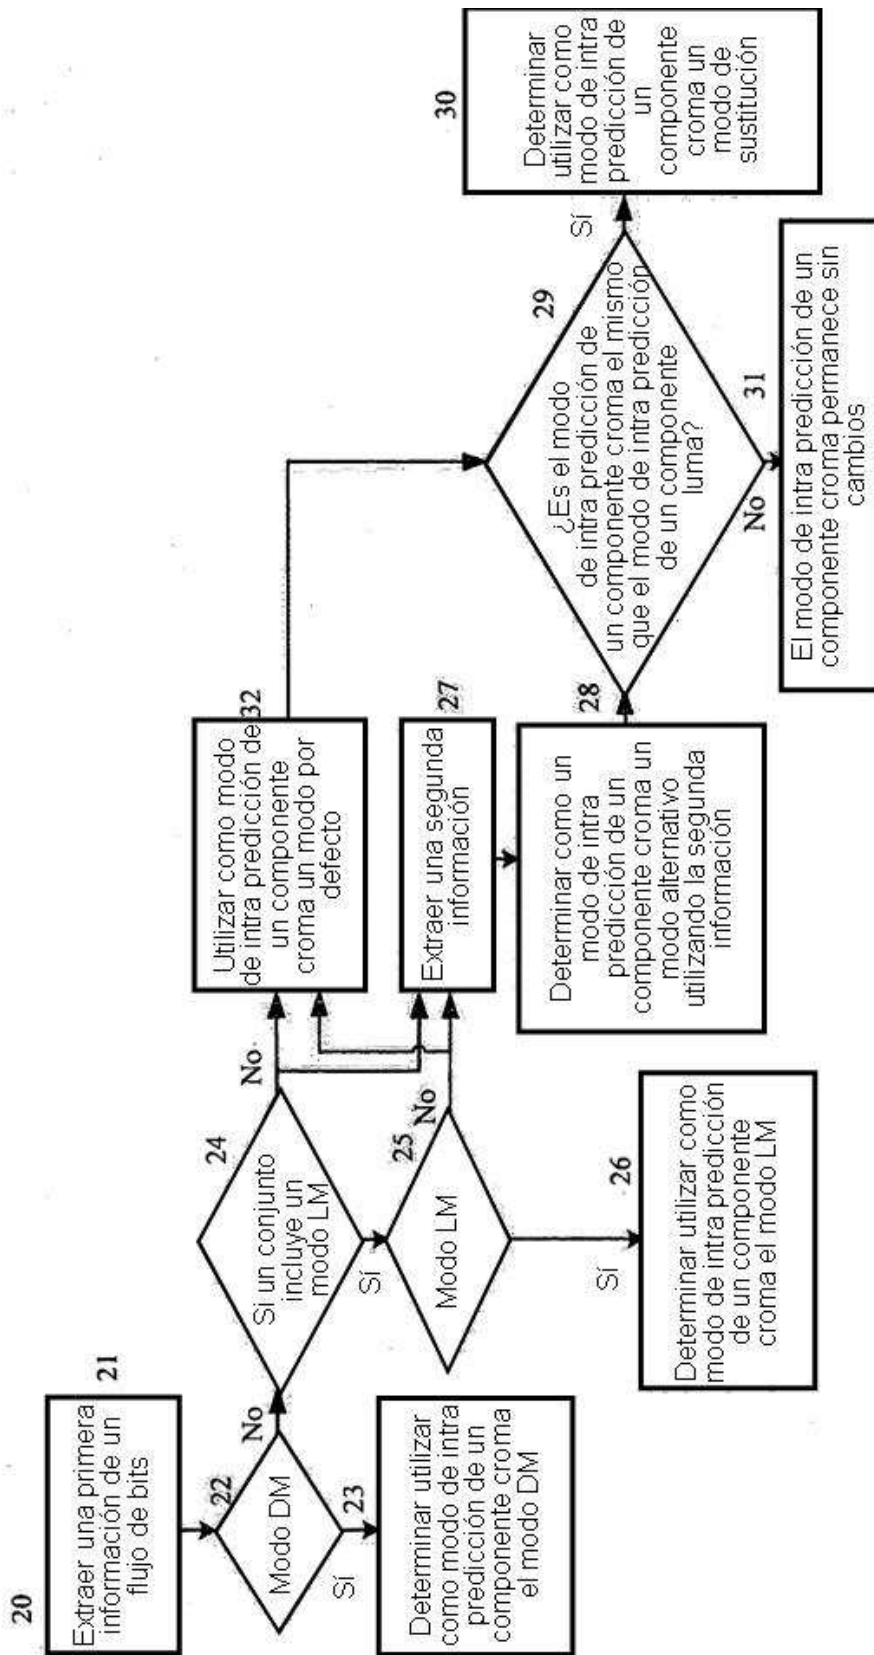 20
21
Extraer una primera
información de un
flujo de bits
22
Modo DM
No
Sí
23
Determinar utilizar
como modo de intra
predicción de un
componente croma
el modo DM
24
Si un conjunto
incluye un
modo LM
No
Sí
25
Modo LM
No
Sí
26
Determinar utilizar como
modo de intra predicción
de un componente
croma el modo LM
32
Utilizar como modo
de intra predicción de
un componente
croma un modo por
defecto
27
Extraer una segunda
información
28
Determinar como un
modo de intra
predicción de un
componente croma un
modo alternativo
utilizando la segunda
información
29
¿Es el modo
de intra predicción de
un componente croma el mismo
que el modo de intra predicción
de un componente
luma?
Sí
No
30
Determinar
utilizar como
modo de intra
predicción de
un
componente
croma un
modo de
sustitución
31
El modo de intra predicción de un
componente croma permanece sin
cambios